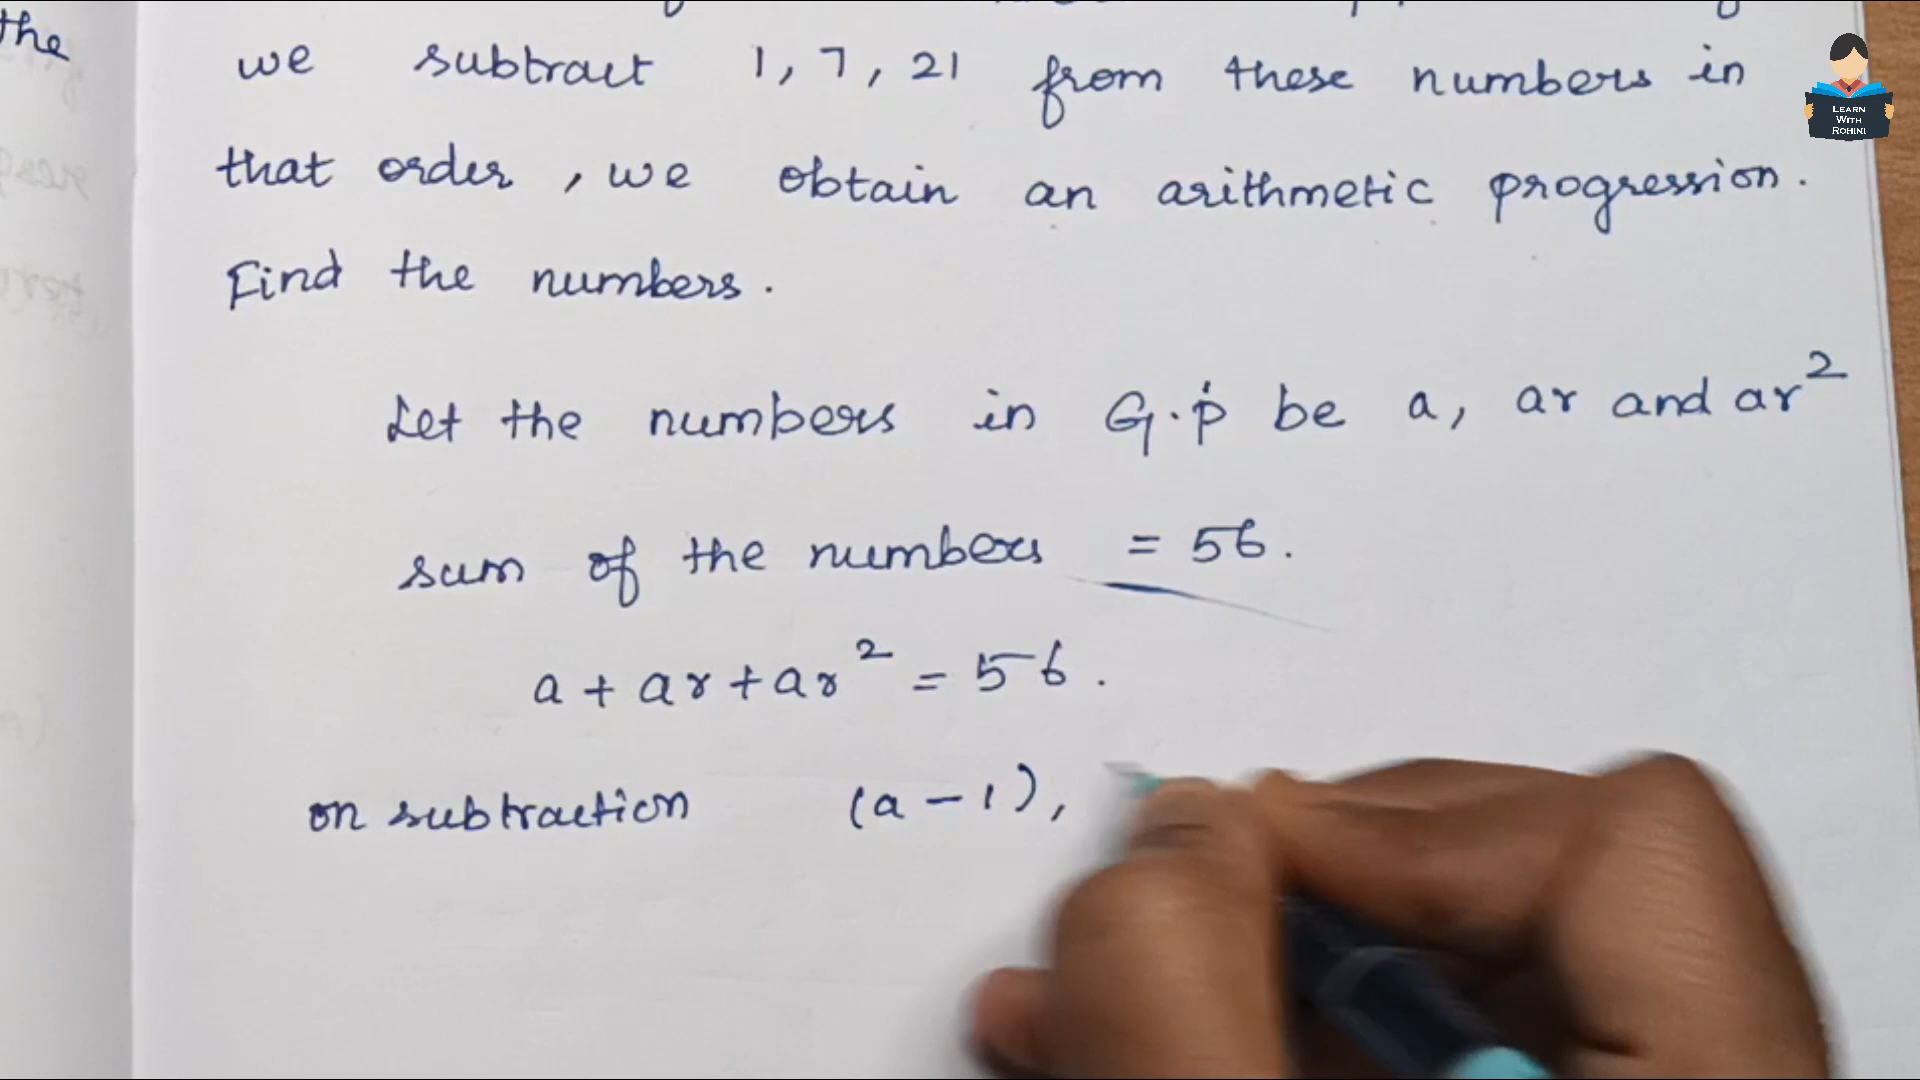 the
we subtract 1, 7, 21 from these numbers in
that order, we obtain an arithmetic progression.
Find the numbers.
Let the numbers in G.P be a, ar and ar²
sum of the numbers = 56.
a + ar + ar² = 56.
on subtraction (a - 1),
LEARN
WITH
ROHINI